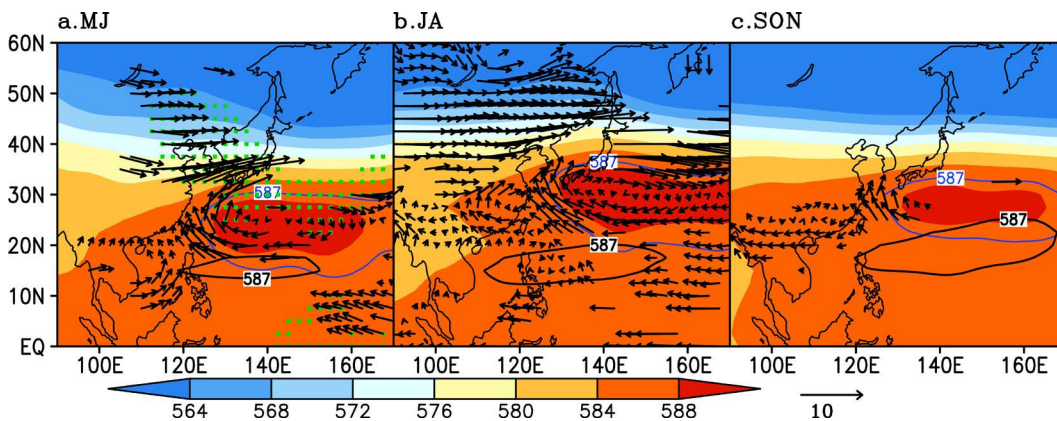 a.MJ b.JA c.SON
60N
50N
40N
30N
20N
10N
EQ
587 587 587
587 587 587
100E 120E 140E 160E 100E 120E 140E 160E 100E 120E 140E 160E
564 568 572 576 580 584 588 10